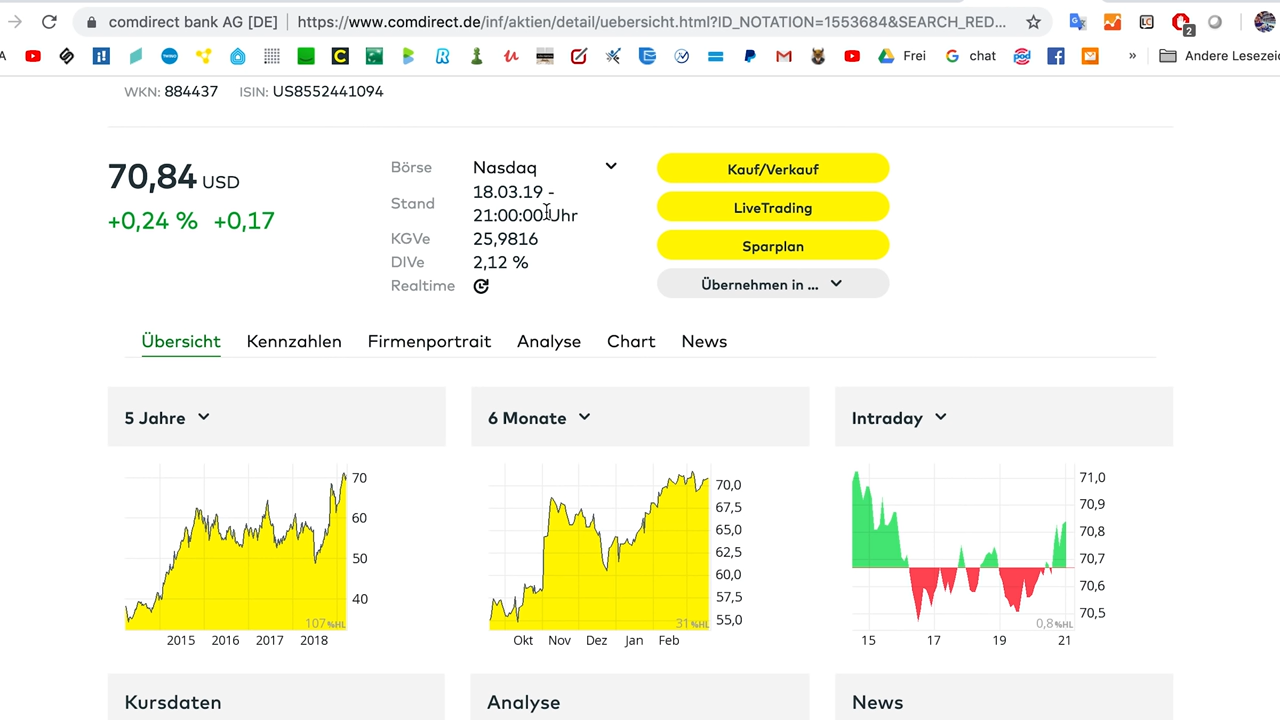 comdirect bank AG [DE] | https://www.comdirect.de/inf/aktien/detail/uebersicht.html?ID_NOTATION=1553684&SEARCH_RED...
2
A
Frei
chat
»
Andere Lesezei
WKN: 884437 ISIN: US8552441094
70,84 USD
+0,24 % +0,17
Börse Nasdaq
Stand 18.03.19 -
21:00:00 Uhr
KGVe 25,9816
DIVe 2,12 %
Realtime
Kauf/Verkauf
LiveTrading
Sparplan
Übernehmen in ...
Übersicht Kennzahlen Firmenportrait Analyse Chart News
5 Jahre
70
60
50
40
107 %HL
2015 2016 2017 2018
6 Monate
70,0
67,5
65,0
62,5
60,0
57,5
55,0
31 %HL
Okt Nov Dez Jan Feb
Intraday
71,0
70,9
70,8
70,7
70,6
70,5
0,8 %HL
15 17 19 21
Kursdaten
Analyse
News